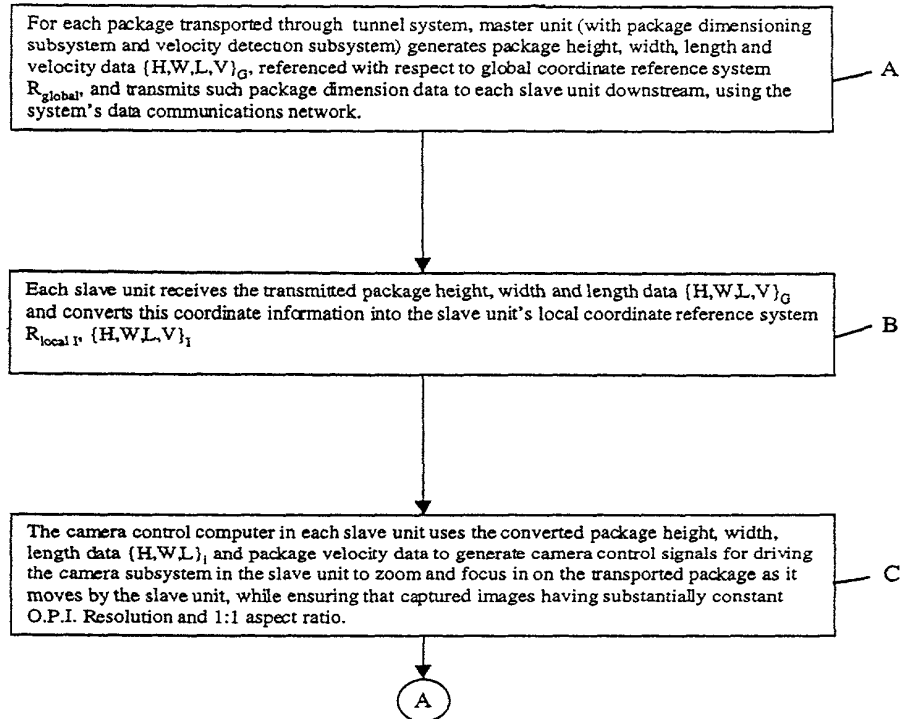 For each package transported through tunnel system, master unit (with package dimensioning
subsystem and velocity detection subsystem) generates package height, width, length and
velocity data {H,W,L,V}G, referenced with respect to global coordinate reference system
Rglobal, and transmits such package dimension data to each slave unit downstream, using the
system's data communications network.
A
Each slave unit receives the transmitted package height, width and length data {H,W,L,V}G
and converts this coordinate information into the slave unit's local coordinate reference system
Rlocal I, {H,W,L,V}I
B
The camera control computer in each slave unit uses the converted package height, width,
length data {H,W,L}i and package velocity data to generate camera control signals for driving
the camera subsystem in the slave unit to zoom and focus in on the transported package as it
moves by the slave unit, while ensuring that captured images having substantially constant
O.P.I. Resolution and 1:1 aspect ratio.
C
A